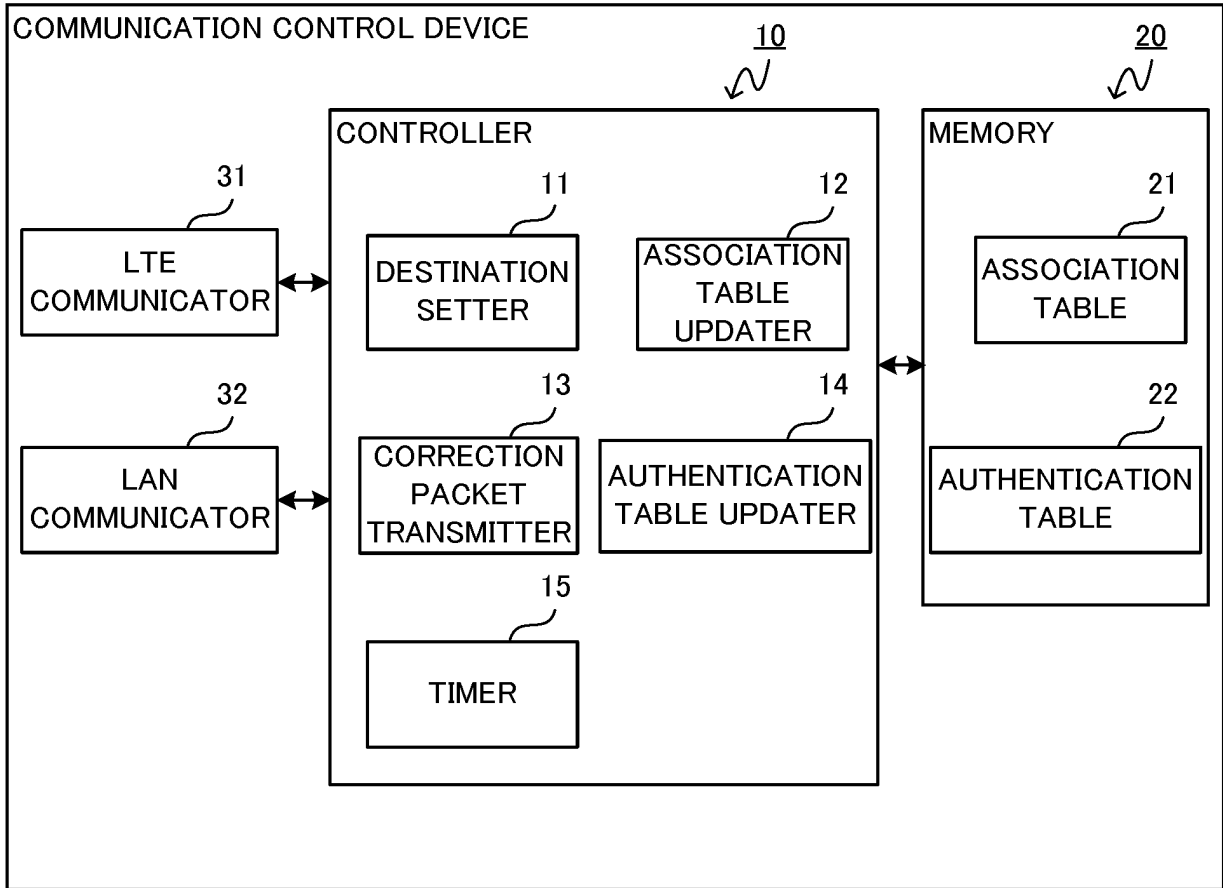 COMMUNICATION CONTROL DEVICE
10
20
CONTROLLER
MEMORY
31
LTE
COMMUNICATOR
11
DESTINATION
SETTER
12
ASSOCIATION
TABLE
UPDATER
21
ASSOCIATION
TABLE
32
LAN
COMMUNICATOR
13
CORRECTION
PACKET
TRANSMITTER
14
AUTHENTICATION
TABLE UPDATER
22
AUTHENTICATION
TABLE
15
TIMER